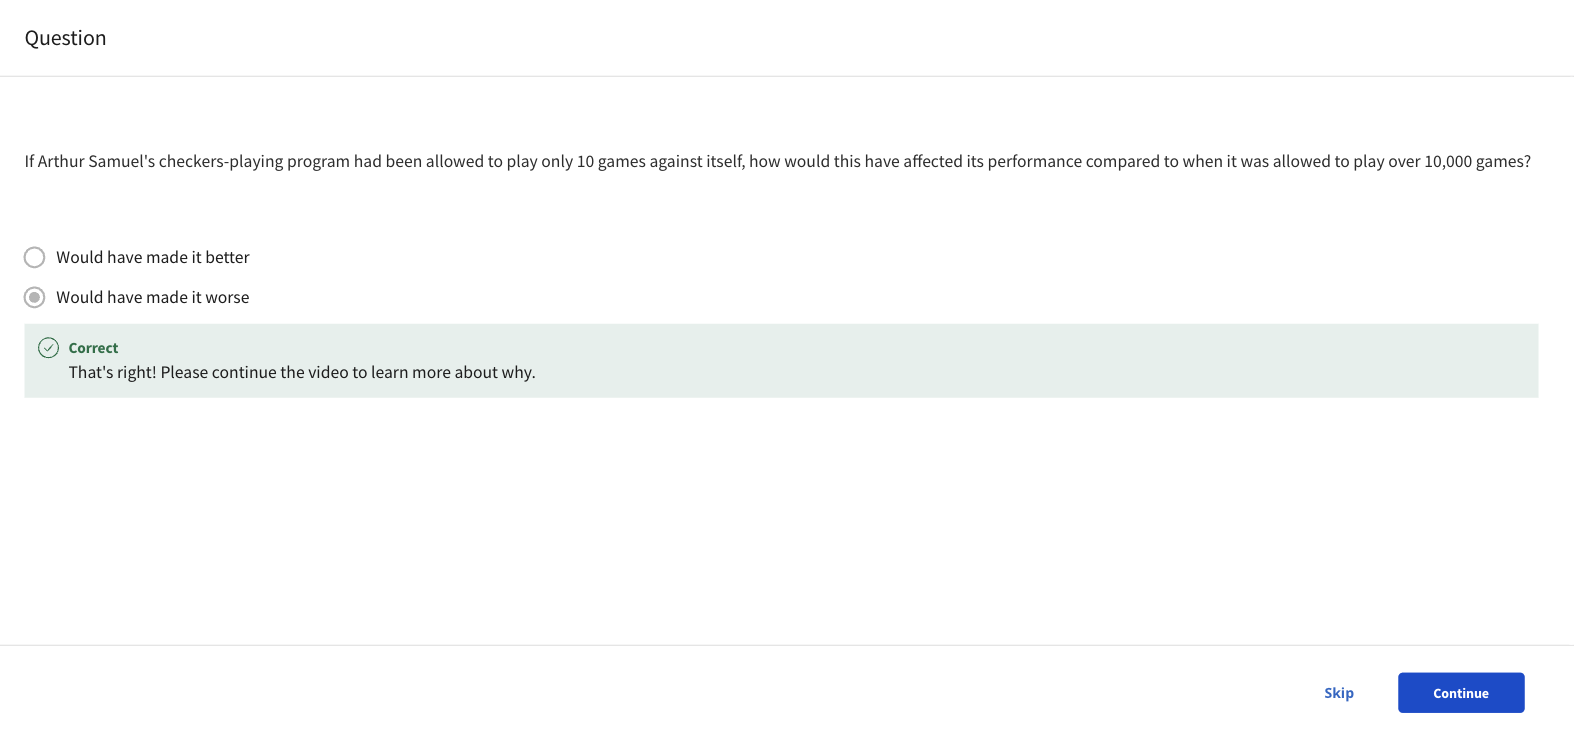 Question
If Arthur Samuel's checkers-playing program had been allowed to play only 10 games against itself, how would this have affected its performance compared to when it was allowed to play over 10,000 games?
Would have made it better
Would have made it worse
Correct
That's right! Please continue the video to learn more about why.
Skip
Continue